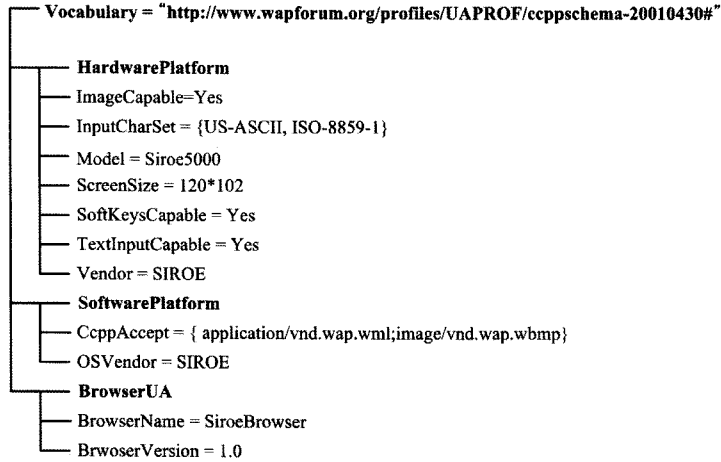 Vocabulary = “http://www.wapforum.org/profiles/UAPROF/ccppschema-20010430#”
HardwarePlatform
ImageCapable=Yes
InputCharSet = {US-ASCII, ISO-8859-1}
Model = Siroe5000
ScreenSize = 120*102
SoftKeysCapable = Yes
TextInputCapable = Yes
Vendor = SIROE
SoftwarePlatform
CcppAccept = { application/vnd.wap.wml;image/vnd.wap.wbmp}
OSVendor = SIROE
BrowserUA
BrowserName = SiroeBrowser
BrwoserVersion = 1.0